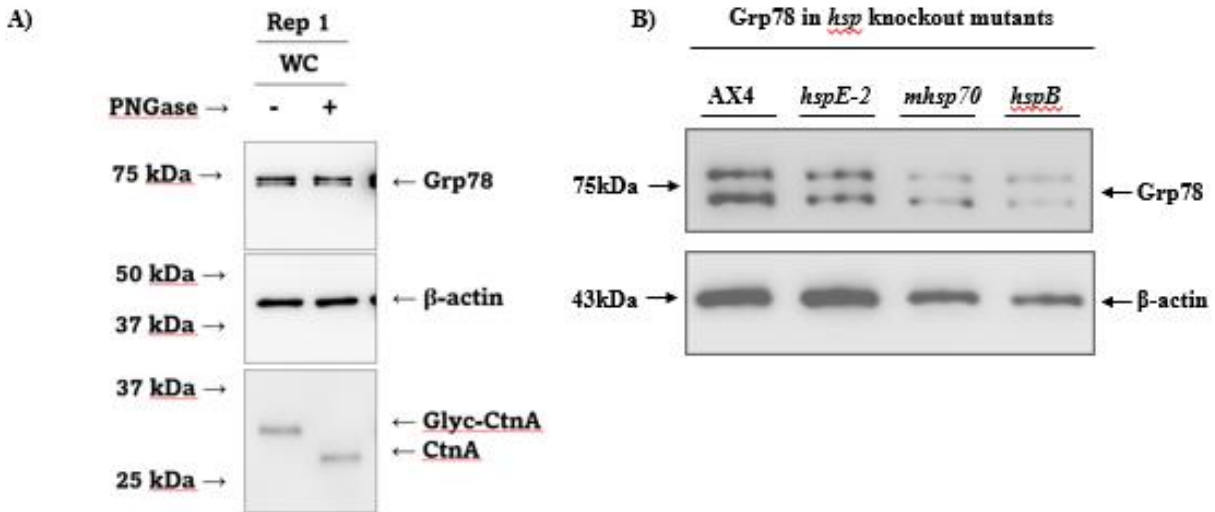 A)
Rep 1
WC
PNGase → - +
75 kDa →
← Grp78
50 kDa →
← β-actin
37 kDa →
37 kDa →
← Glyc-CtnA
← CtnA
25 kDa →
B)
Grp78 in hsp knockout mutants
AX4 hspE-2 mhsp70 hspB
75kDa →
← Grp78
43kDa →
← β-actin